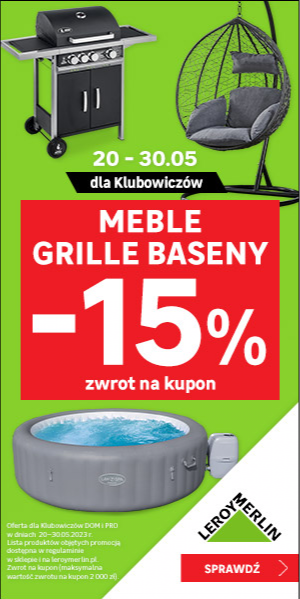 20 - 30.05
dla Klubowiczów
MEBLE
GRILLE BASENY
-15%
zwrot na kupon
Oferta dla Klubowiczów DOM i PRO
w dniach 20–30.05.2023 r.
Lista produktów objętych promocją
dostępna w regulaminie
w sklepie i na leroymerlin.pl.
Zwrot na kupon (maksymalna
wartość zwrotu na kupon 2 000 zł)
LEROY MERLIN
SPRAWDŹ